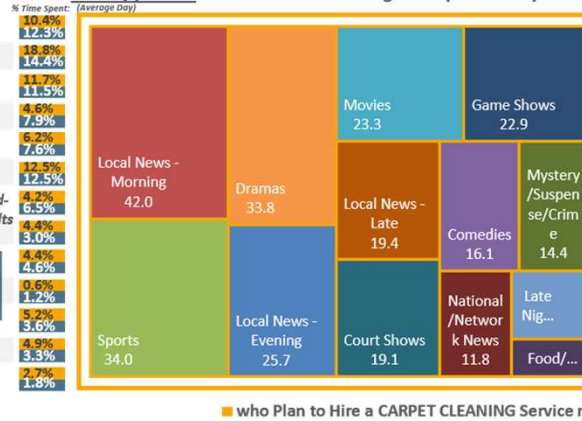 % Time Spent: (Average Day)
10.4%
12.3%
18.8%
14.4%
11.7%
11.5%
4.6%
7.9%
6.2%
7.6%
12.5%
12.5%
4.2%
6.5%
4.4%
3.0%
4.4%
4.6%
0.6%
1.2%
5.2%
3.6%
4.9%
3.3%
2.7%
1.8%
Local News -
Morning
42.0
Sports
34.0
Dramas
33.8
Local News -
Evening
25.7
Movies
23.3
Game Shows
22.9
Local News -
Late
19.4
Court Shows
19.1
Comedies
16.1
Mystery
/Suspen
se/Crim
e
14.4
National
/Networ
k News
11.8
Late
Nig...
Food/...
who Plan to Hire a CARPET CLEANING Service